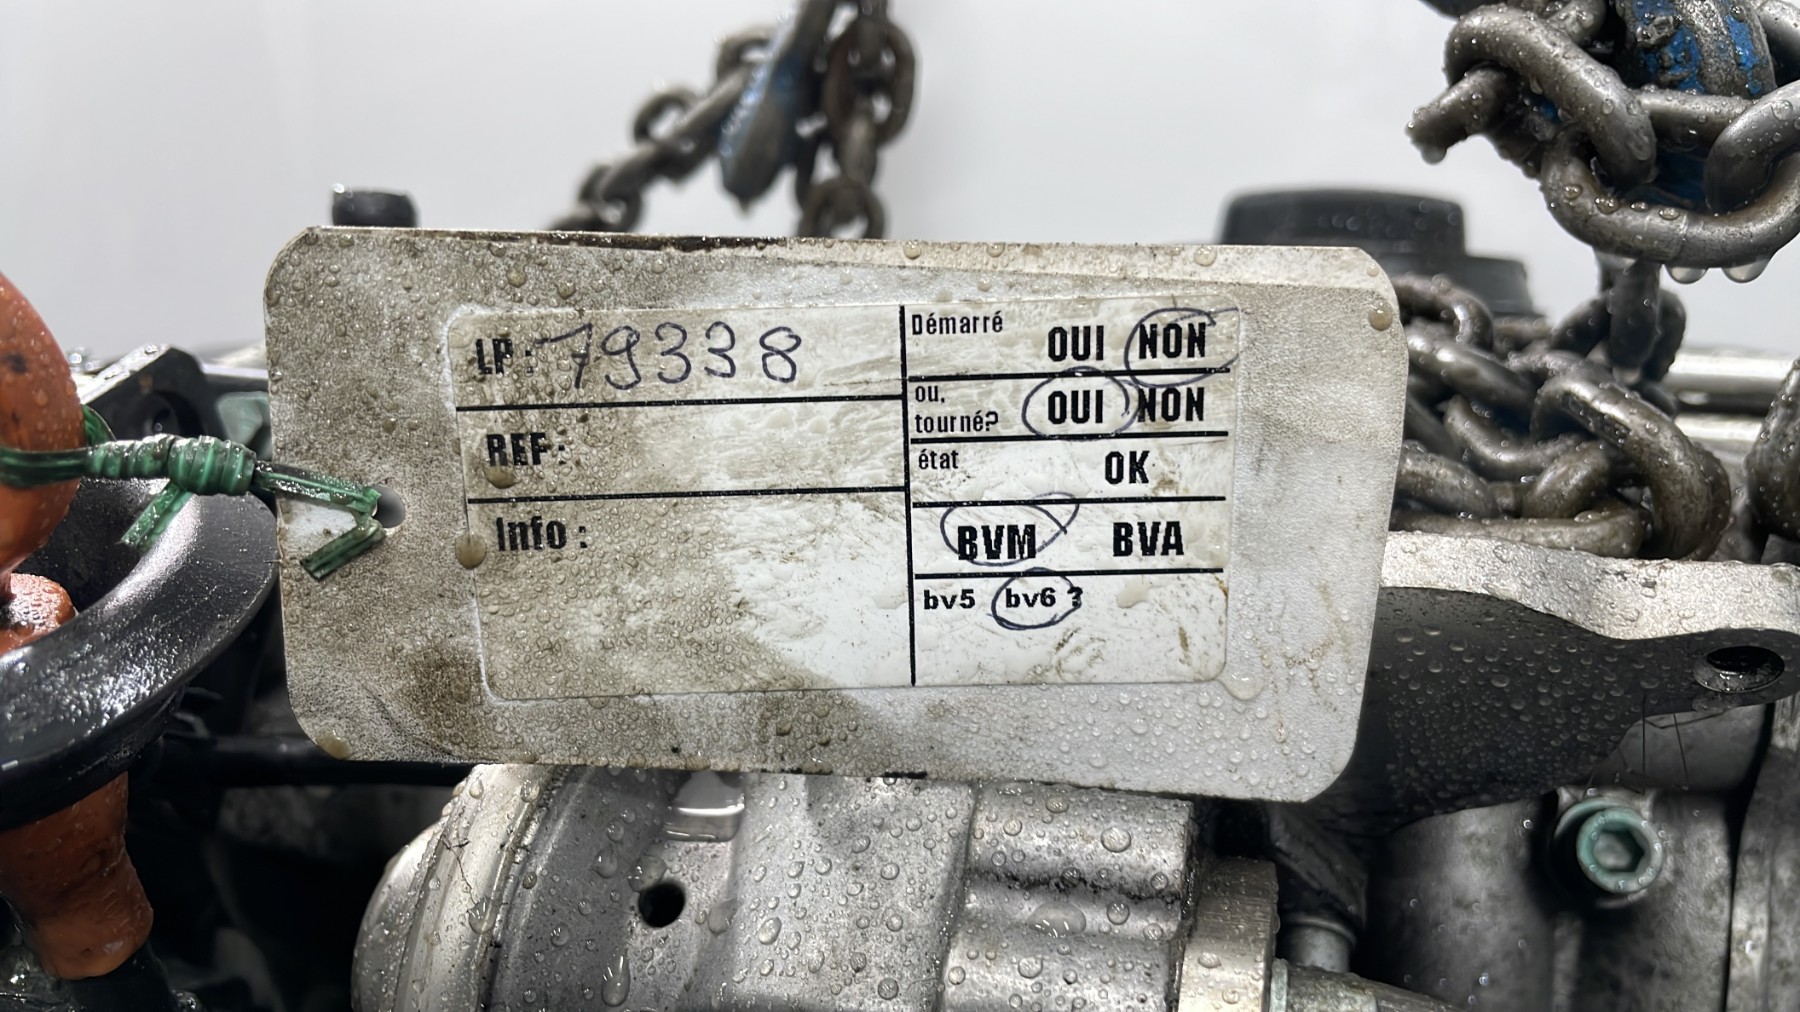 LP : 79338
REF :
Info :
Démarré OUI NON
ou, tourné? OUI NON
état OK
BVM BVA
bv5 bv6 ?